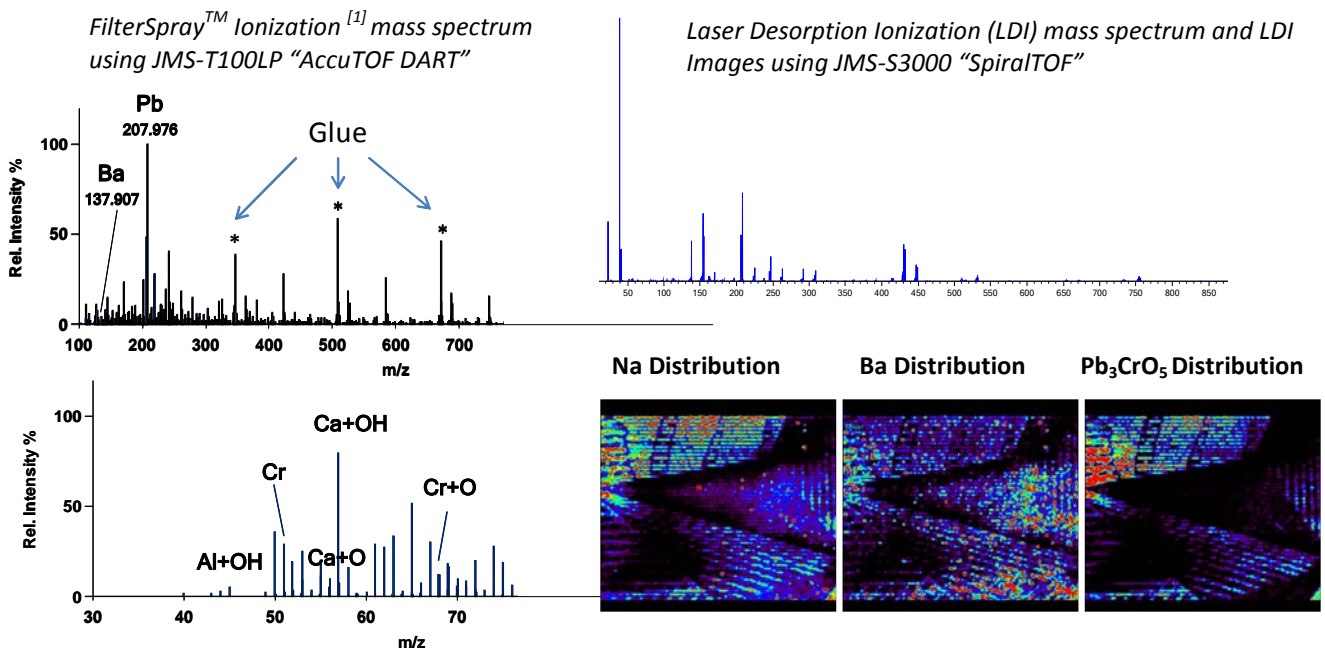 FilterSpray™ Ionization [1] mass spectrum
using JMS-T100LP “AccuTOF DART”
Laser Desorption Ionization (LDI) mass spectrum and LDI
Images using JMS-S3000 “SpiralTOF”
Rel. Intensity %
100
50
0
Pb
207.976
Ba
137.907
Glue
*
*
*
100 200 300 400 500 600 700
m/z
50 100 150 200 250 300 350 400 450 500 550 600 650 700 750 800 850
Rel. Intensity %
100
50
0
Ca+OH
Cr
Cr+O
Al+OH
Ca+O
30 40 50 60 70
m/z
Na Distribution
Ba Distribution
Pb₃CrO₅ Distribution